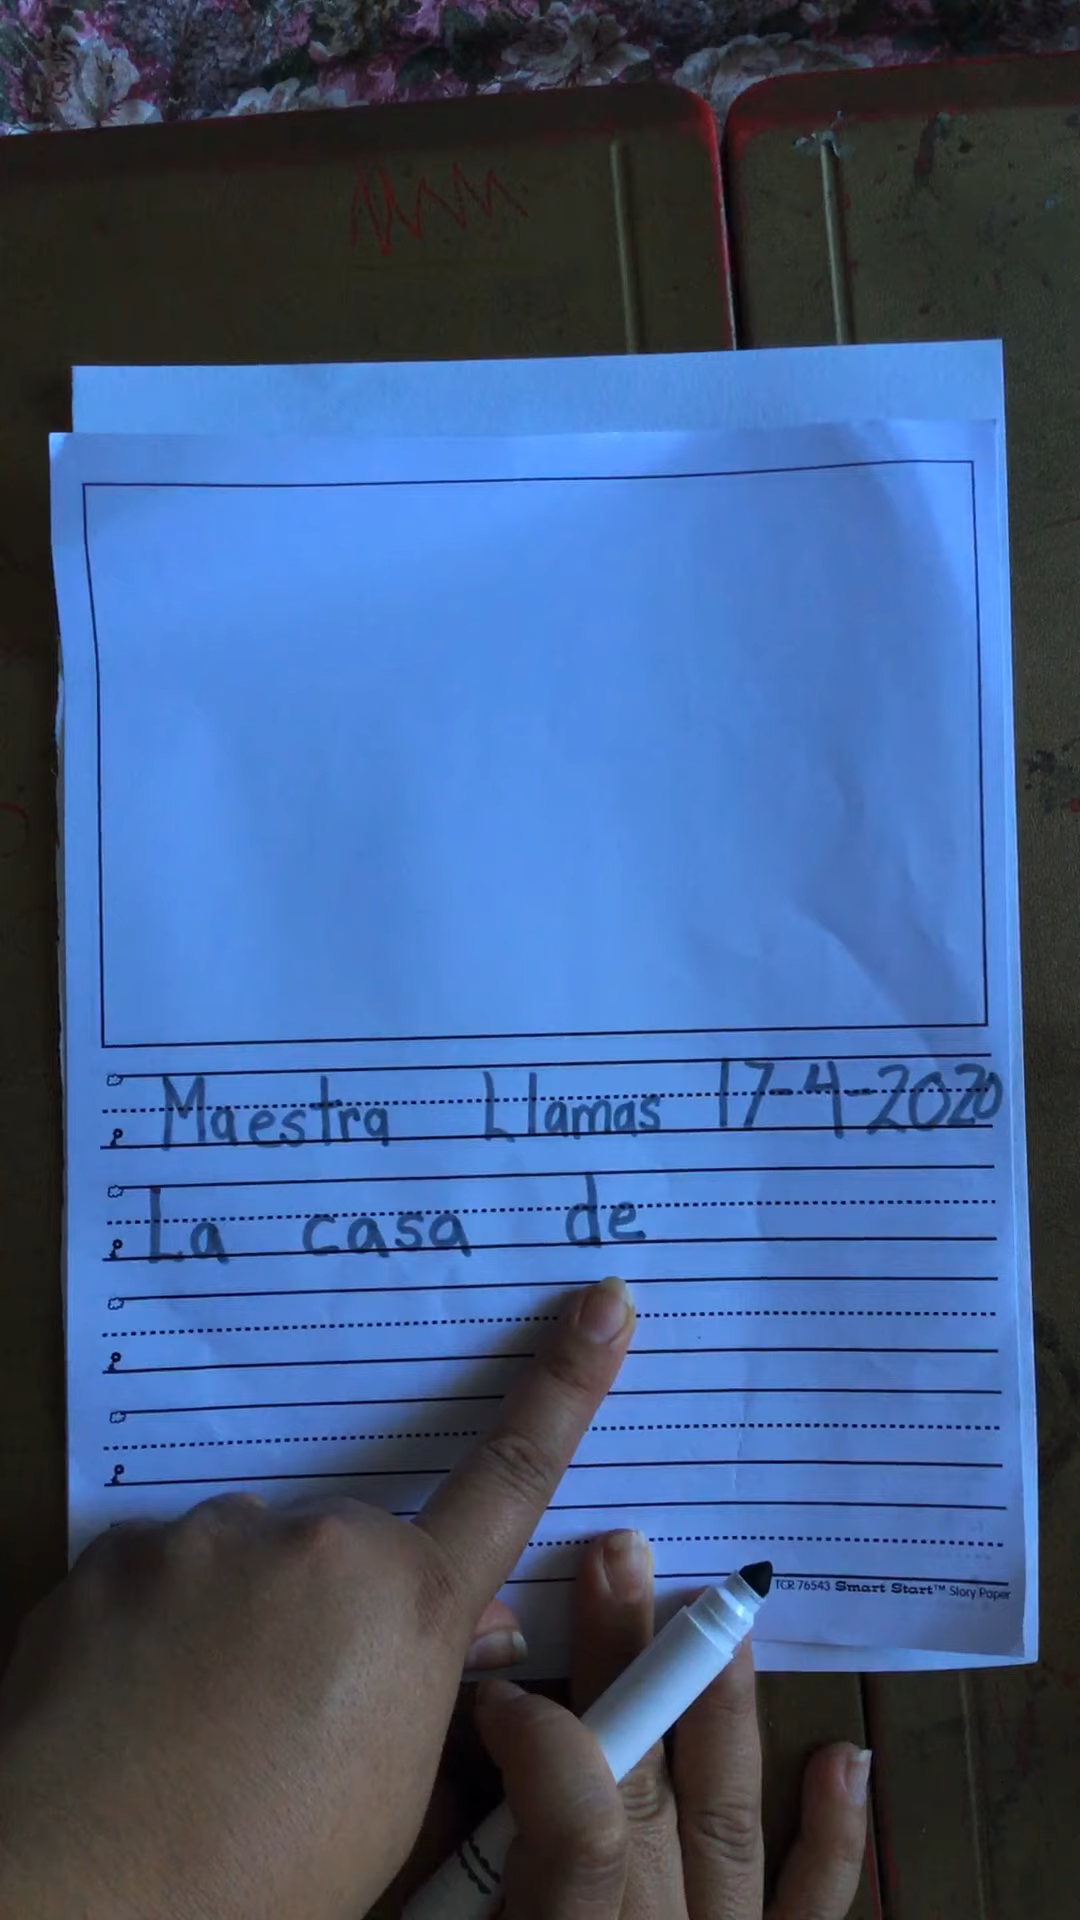 Maestra Llamas 17-4-2020
La casa de
TCR 76543 Smart Start™ Story Paper